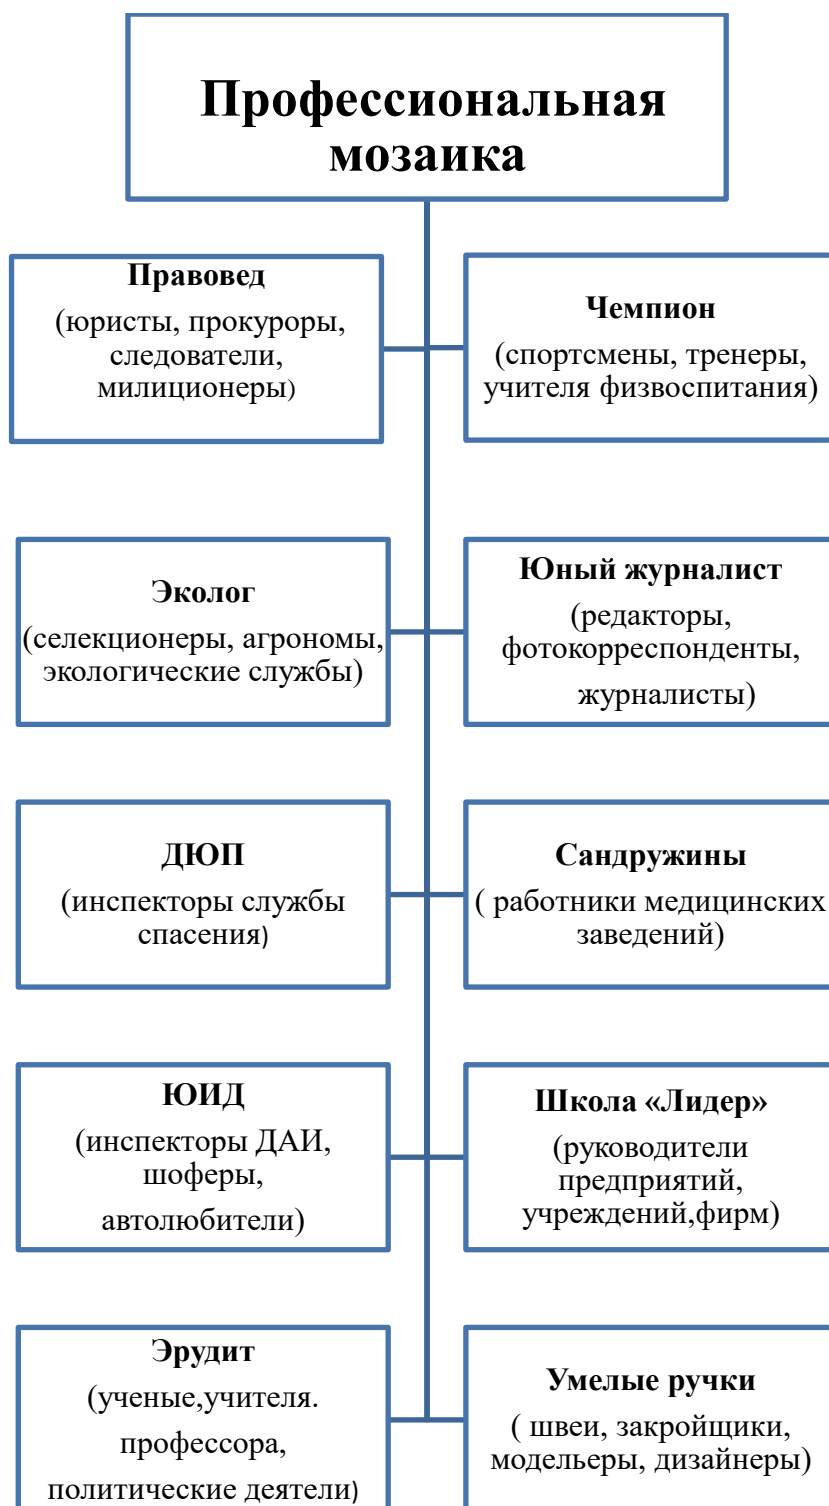 Профессиональная
мозаика
Правовед
(юристы, прокуроры,
следователи,
милиционеры)
Чемпион
(спортсмены, тренеры,
учителя физвоспитания)
Эколог
(селекционеры, агрономы,
экологические службы)
Юный журналист
(редакторы,
фотокорреспонденты,
журналисты)
ДЮП
(инспекторы службы
спасения)
Сандружины
( работники медицинских
заведений)
ЮИД
(инспекторы ДАИ,
шоферы,
автолюбители)
Школа «Лидер»
(руководители
предприятий,
учреждений,фирм)
Эрудит
(ученые,учителя.
профессора,
политические деятели)
Умелые ручки
( швеи, закройщики,
модельеры, дизайнеры)